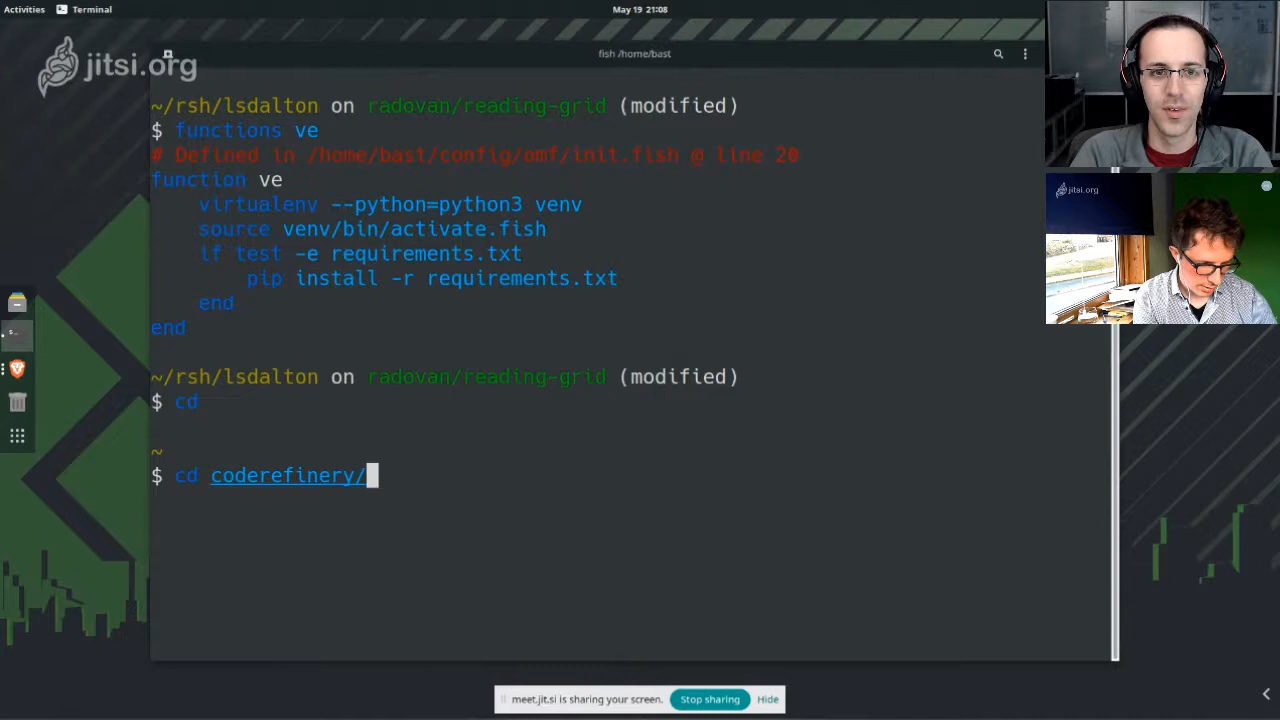 Activities Terminal May 19 21:08
jitsi.org
fish /home/bast
~/rsh/lsdalton on radovan/reading-grid (modified)
$ functions ve
# Defined in /home/bast/config/omf/init.fish @ line 20
function ve
virtualenv --python=python3 venv
source venv/bin/activate.fish
if test -e requirements.txt
pip install -r requirements.txt
end
end
~/rsh/lsdalton on radovan/reading-grid (modified)
$ cd
~
$ cd coderefinery/
jitsi.org
meet.jit.si is sharing your screen. Stop sharing Hide